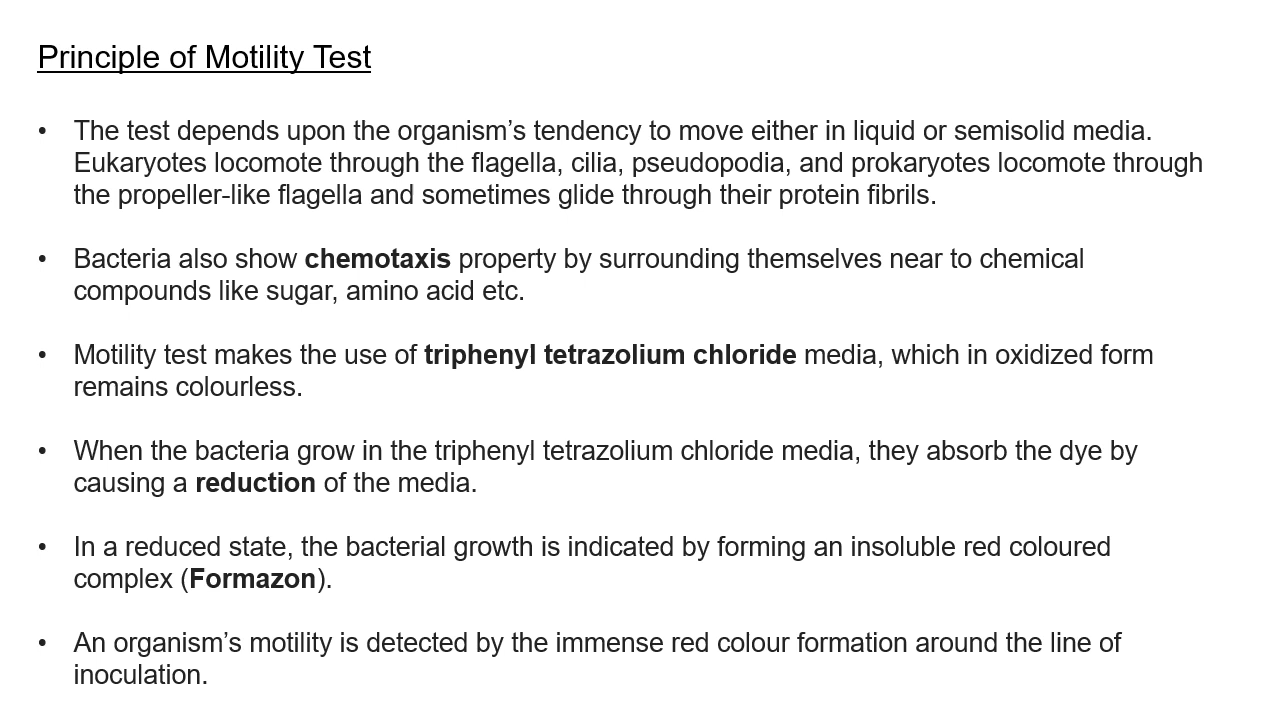 Principle of Motility Test
• The test depends upon the organism’s tendency to move either in liquid or semisolid media.
Eukaryotes locomote through the flagella, cilia, pseudopodia, and prokaryotes locomote through
the propeller-like flagella and sometimes glide through their protein fibrils.
• Bacteria also show chemotaxis property by surrounding themselves near to chemical
compounds like sugar, amino acid etc.
• Motility test makes the use of triphenyl tetrazolium chloride media, which in oxidized form
remains colourless.
• When the bacteria grow in the triphenyl tetrazolium chloride media, they absorb the dye by
causing a reduction of the media.
• In a reduced state, the bacterial growth is indicated by forming an insoluble red coloured
complex (Formazon).
• An organism’s motility is detected by the immense red colour formation around the line of
inoculation.